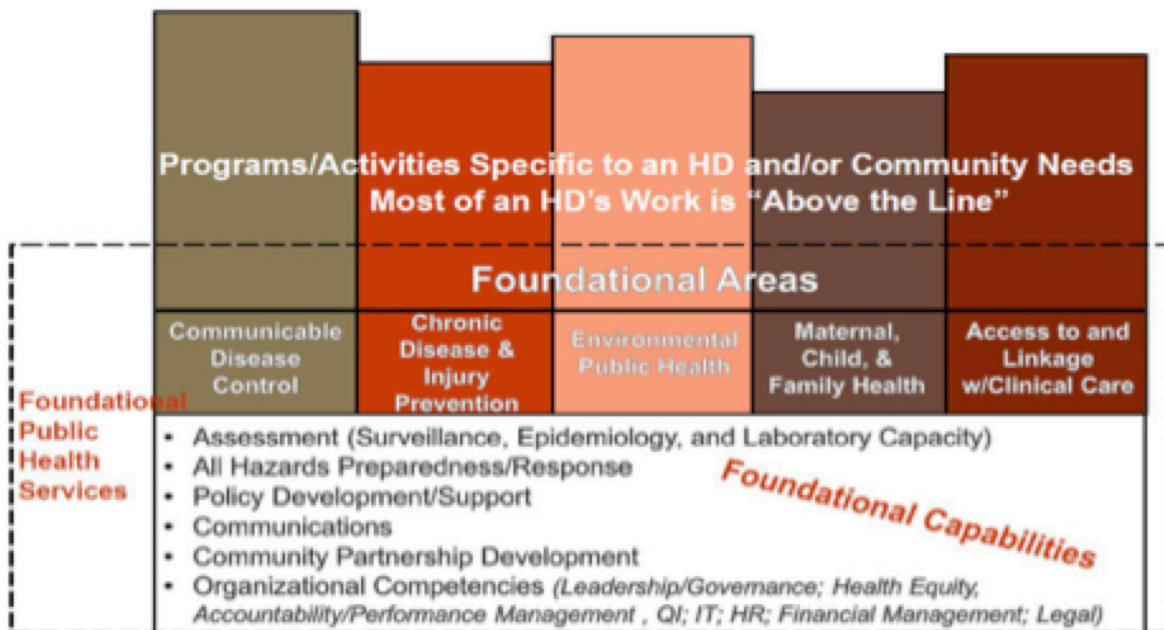 Programs/Activities Specific to an HD and/or Community Needs
Most of an HD's Work is “Above the Line”
Foundational Areas
Communicable
Disease
Control
Chronic
Disease &
Injury
Prevention
Environmental
Public Health
Maternal,
Child, &
Family Health
Access to and
Linkage
w/Clinical Care
Foundational
Public
Health
Services
• Assessment (Surveillance, Epidemiology, and Laboratory Capacity)
• All Hazards Preparedness/Response
• Policy Development/Support
• Communications
• Community Partnership Development
• Organizational Competencies (Leadership/Governance; Health Equity,
Accountability/Performance Management , QI; IT; HR; Financial Management; Legal)
Foundational Capabilities